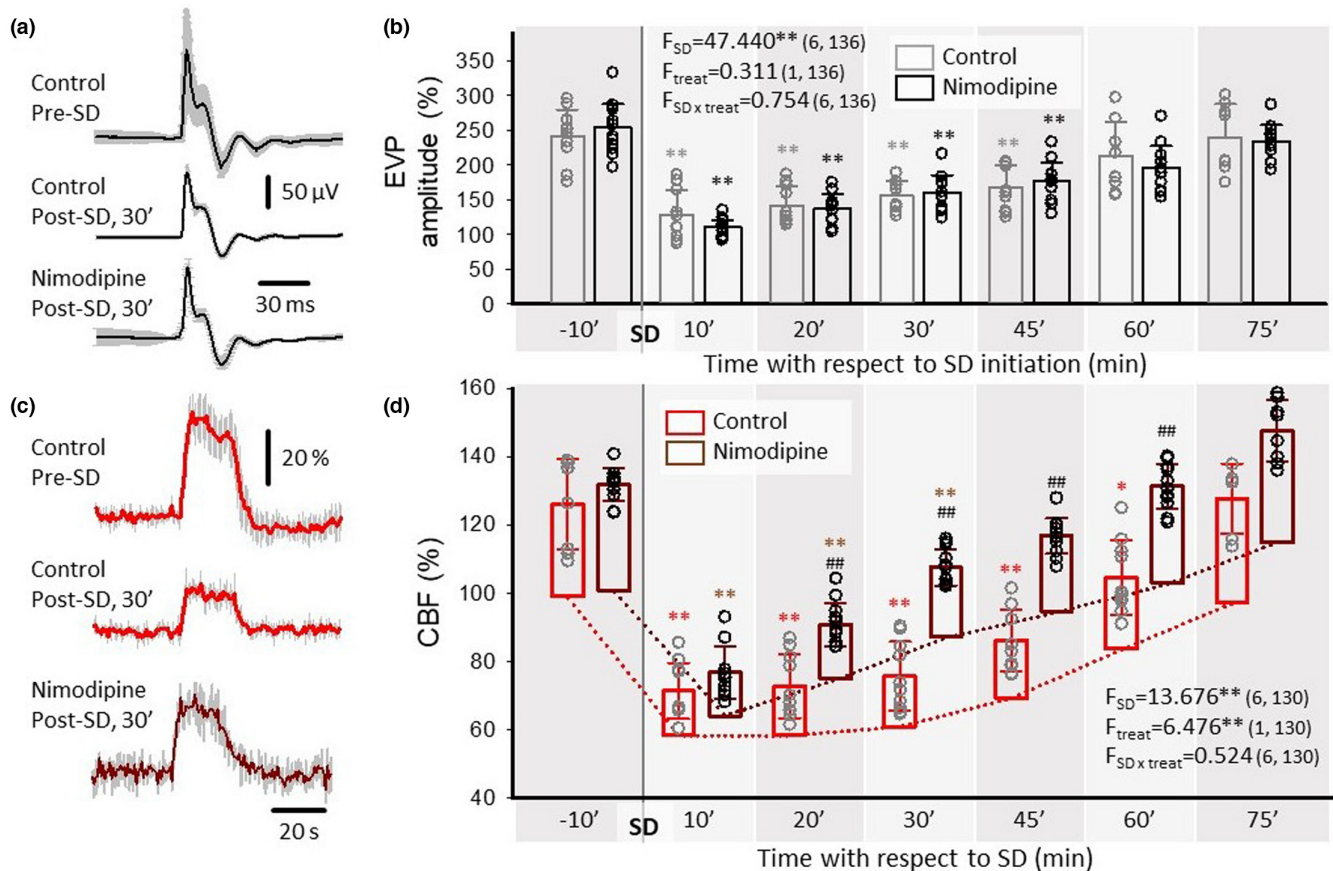 (a)
Control
Pre-SD
Control
Post-SD, 30’
50 µV
Nimodipine
Post-SD, 30’
30 ms
(b)
EVP
amplitude (%)
350
300
250
200
150
100
50
0
F_SD=47.440** (6, 136)
F_treat=0.311 (1, 136)
F_SD x treat=0.754 (6, 136)
Control
Nimodipine
** ** ** ** ** ** ** **
-10’ SD 10’ 20’ 30’ 45’ 60’ 75’
Time with respect to SD initiation (min)
(c)
Control
Pre-SD
20 %
Control
Post-SD, 30’
Nimodipine
Post-SD, 30’
20 s
(d)
CBF (%)
160
140
120
100
80
60
40
Control
Nimodipine
** ** ** ** ## ** ** ## ** ## * ##
F_SD=13.676** (6, 130)
F_treat=6.476** (1, 130)
F_SD x treat=0.524 (6, 130)
-10’ SD 10’ 20’ 30’ 45’ 60’ 75’
Time with respect to SD (min)